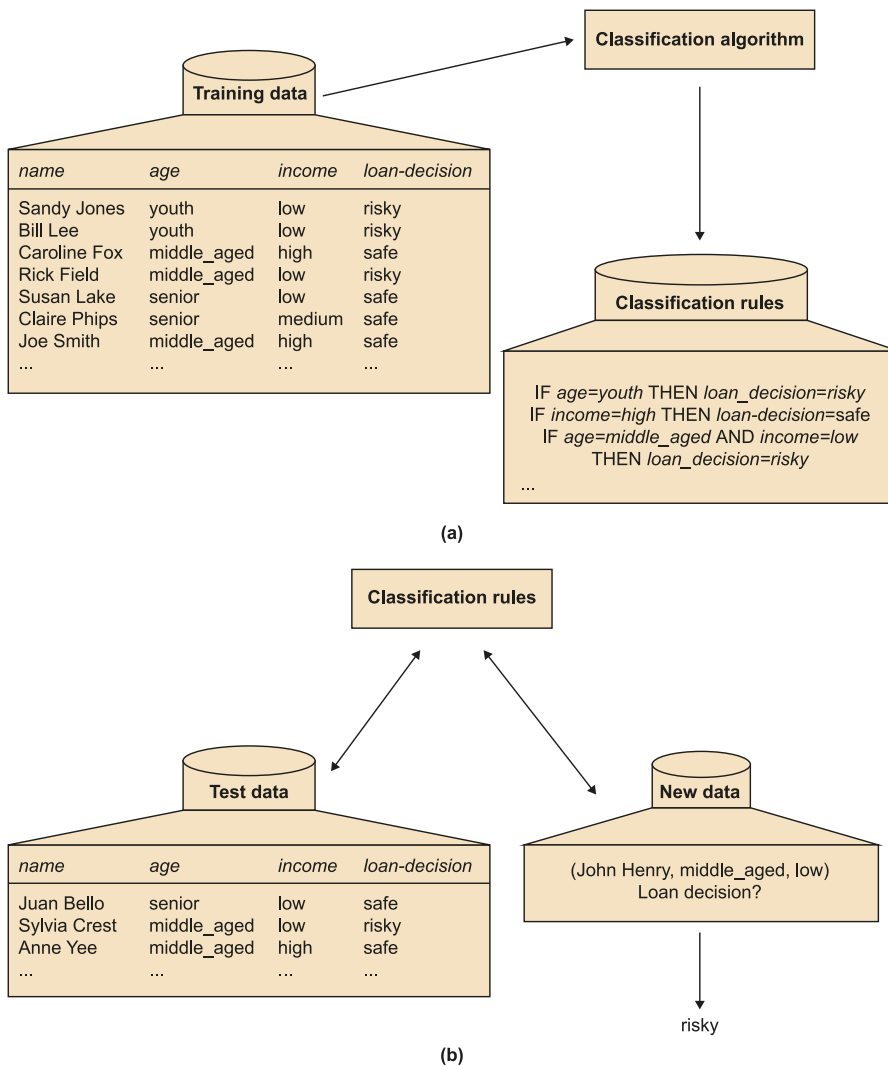 Classification algorithm
Training data
name age income loan-decision
Sandy Jones youth low risky
Bill Lee youth low risky
Caroline Fox middle_aged high safe
Rick Field middle_aged low risky
Susan Lake senior low safe
Claire Phips senior medium safe
Joe Smith middle_aged high safe
... ... ... ...
Classification rules
IF age=youth THEN loan_decision=risky
IF income=high THEN loan-decision=safe
IF age=middle_aged AND income=low
THEN loan_decision=risky
...
(a)
Classification rules
Test data
name age income loan-decision
Juan Bello senior low safe
Sylvia Crest middle_aged low risky
Anne Yee middle_aged high safe
... ... ... ...
New data
(John Henry, middle_aged, low)
Loan decision?
risky
(b)